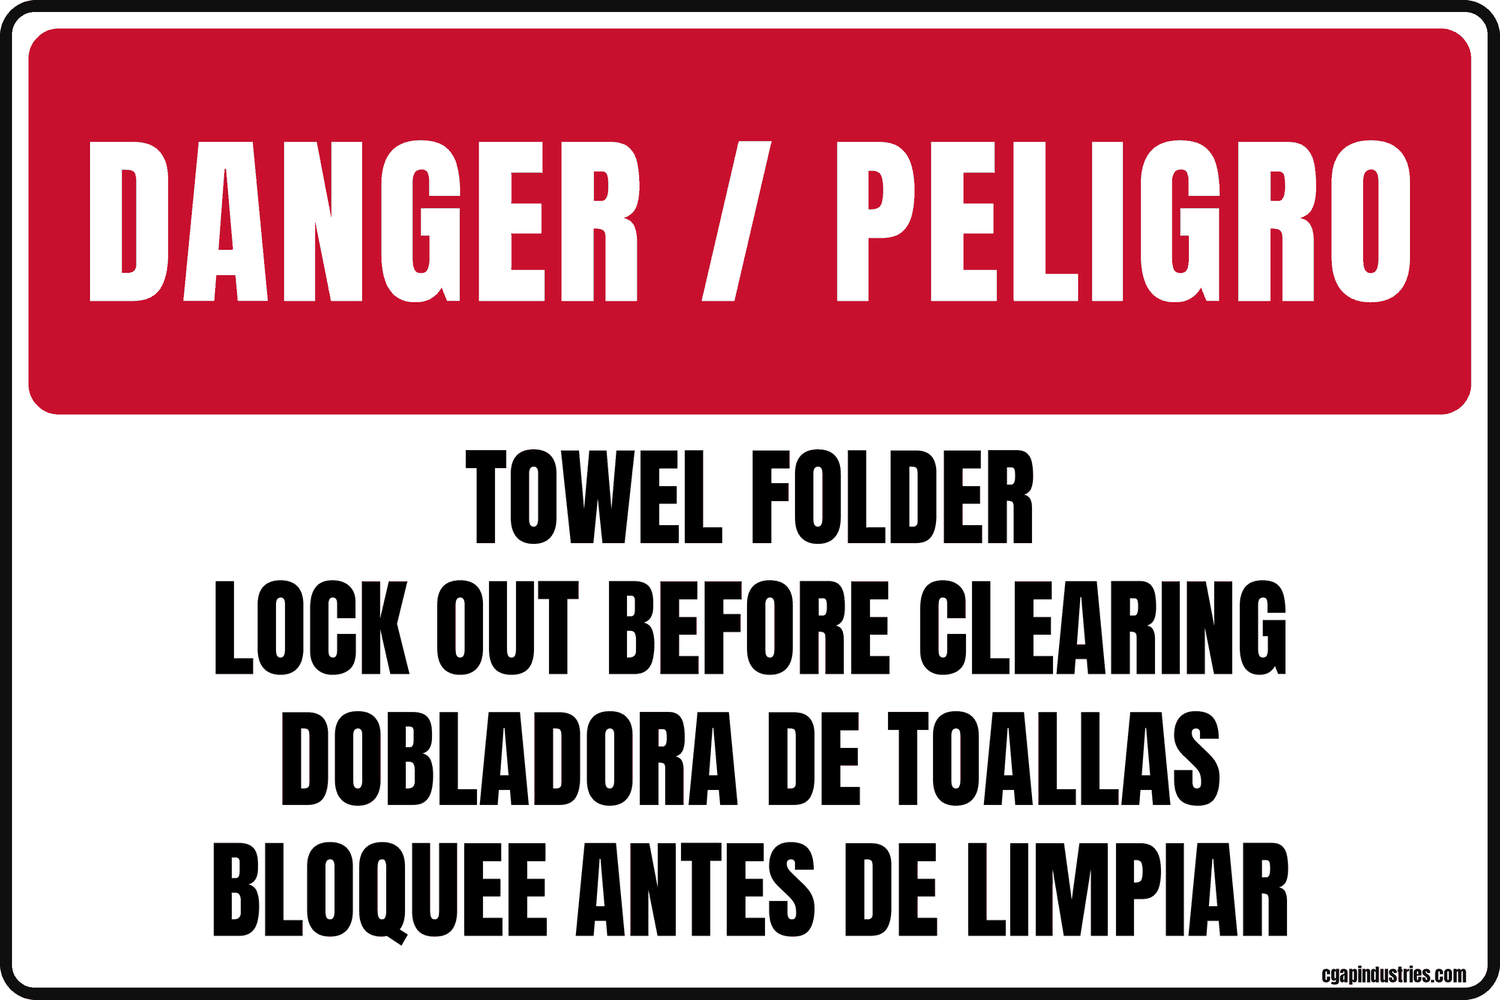 DANGER / PELIGRO
TOWEL FOLDER
LOCK OUT BEFORE CLEARING
DOBLADORA DE TOALLAS
BLOQUEE ANTES DE LIMPIAR
cgapindustries.com